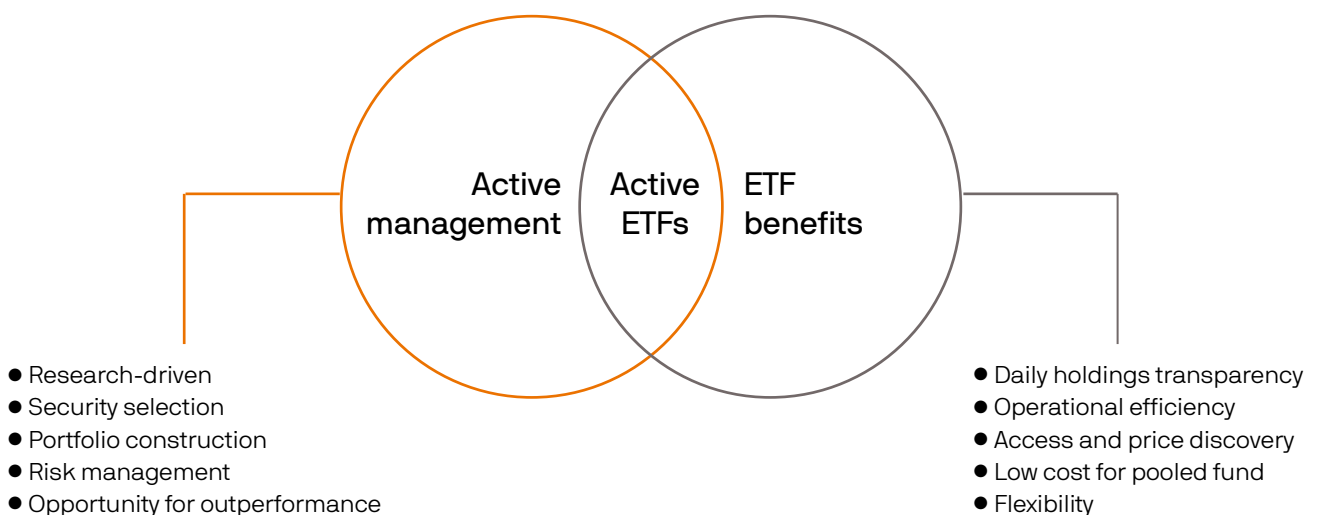 Active
management
Active
ETFs
ETF
benefits
● Research-driven
● Security selection
● Portfolio construction
● Risk management
● Opportunity for outperformance
● Daily holdings transparency
● Operational efficiency
● Access and price discovery
● Low cost for pooled fund
● Flexibility